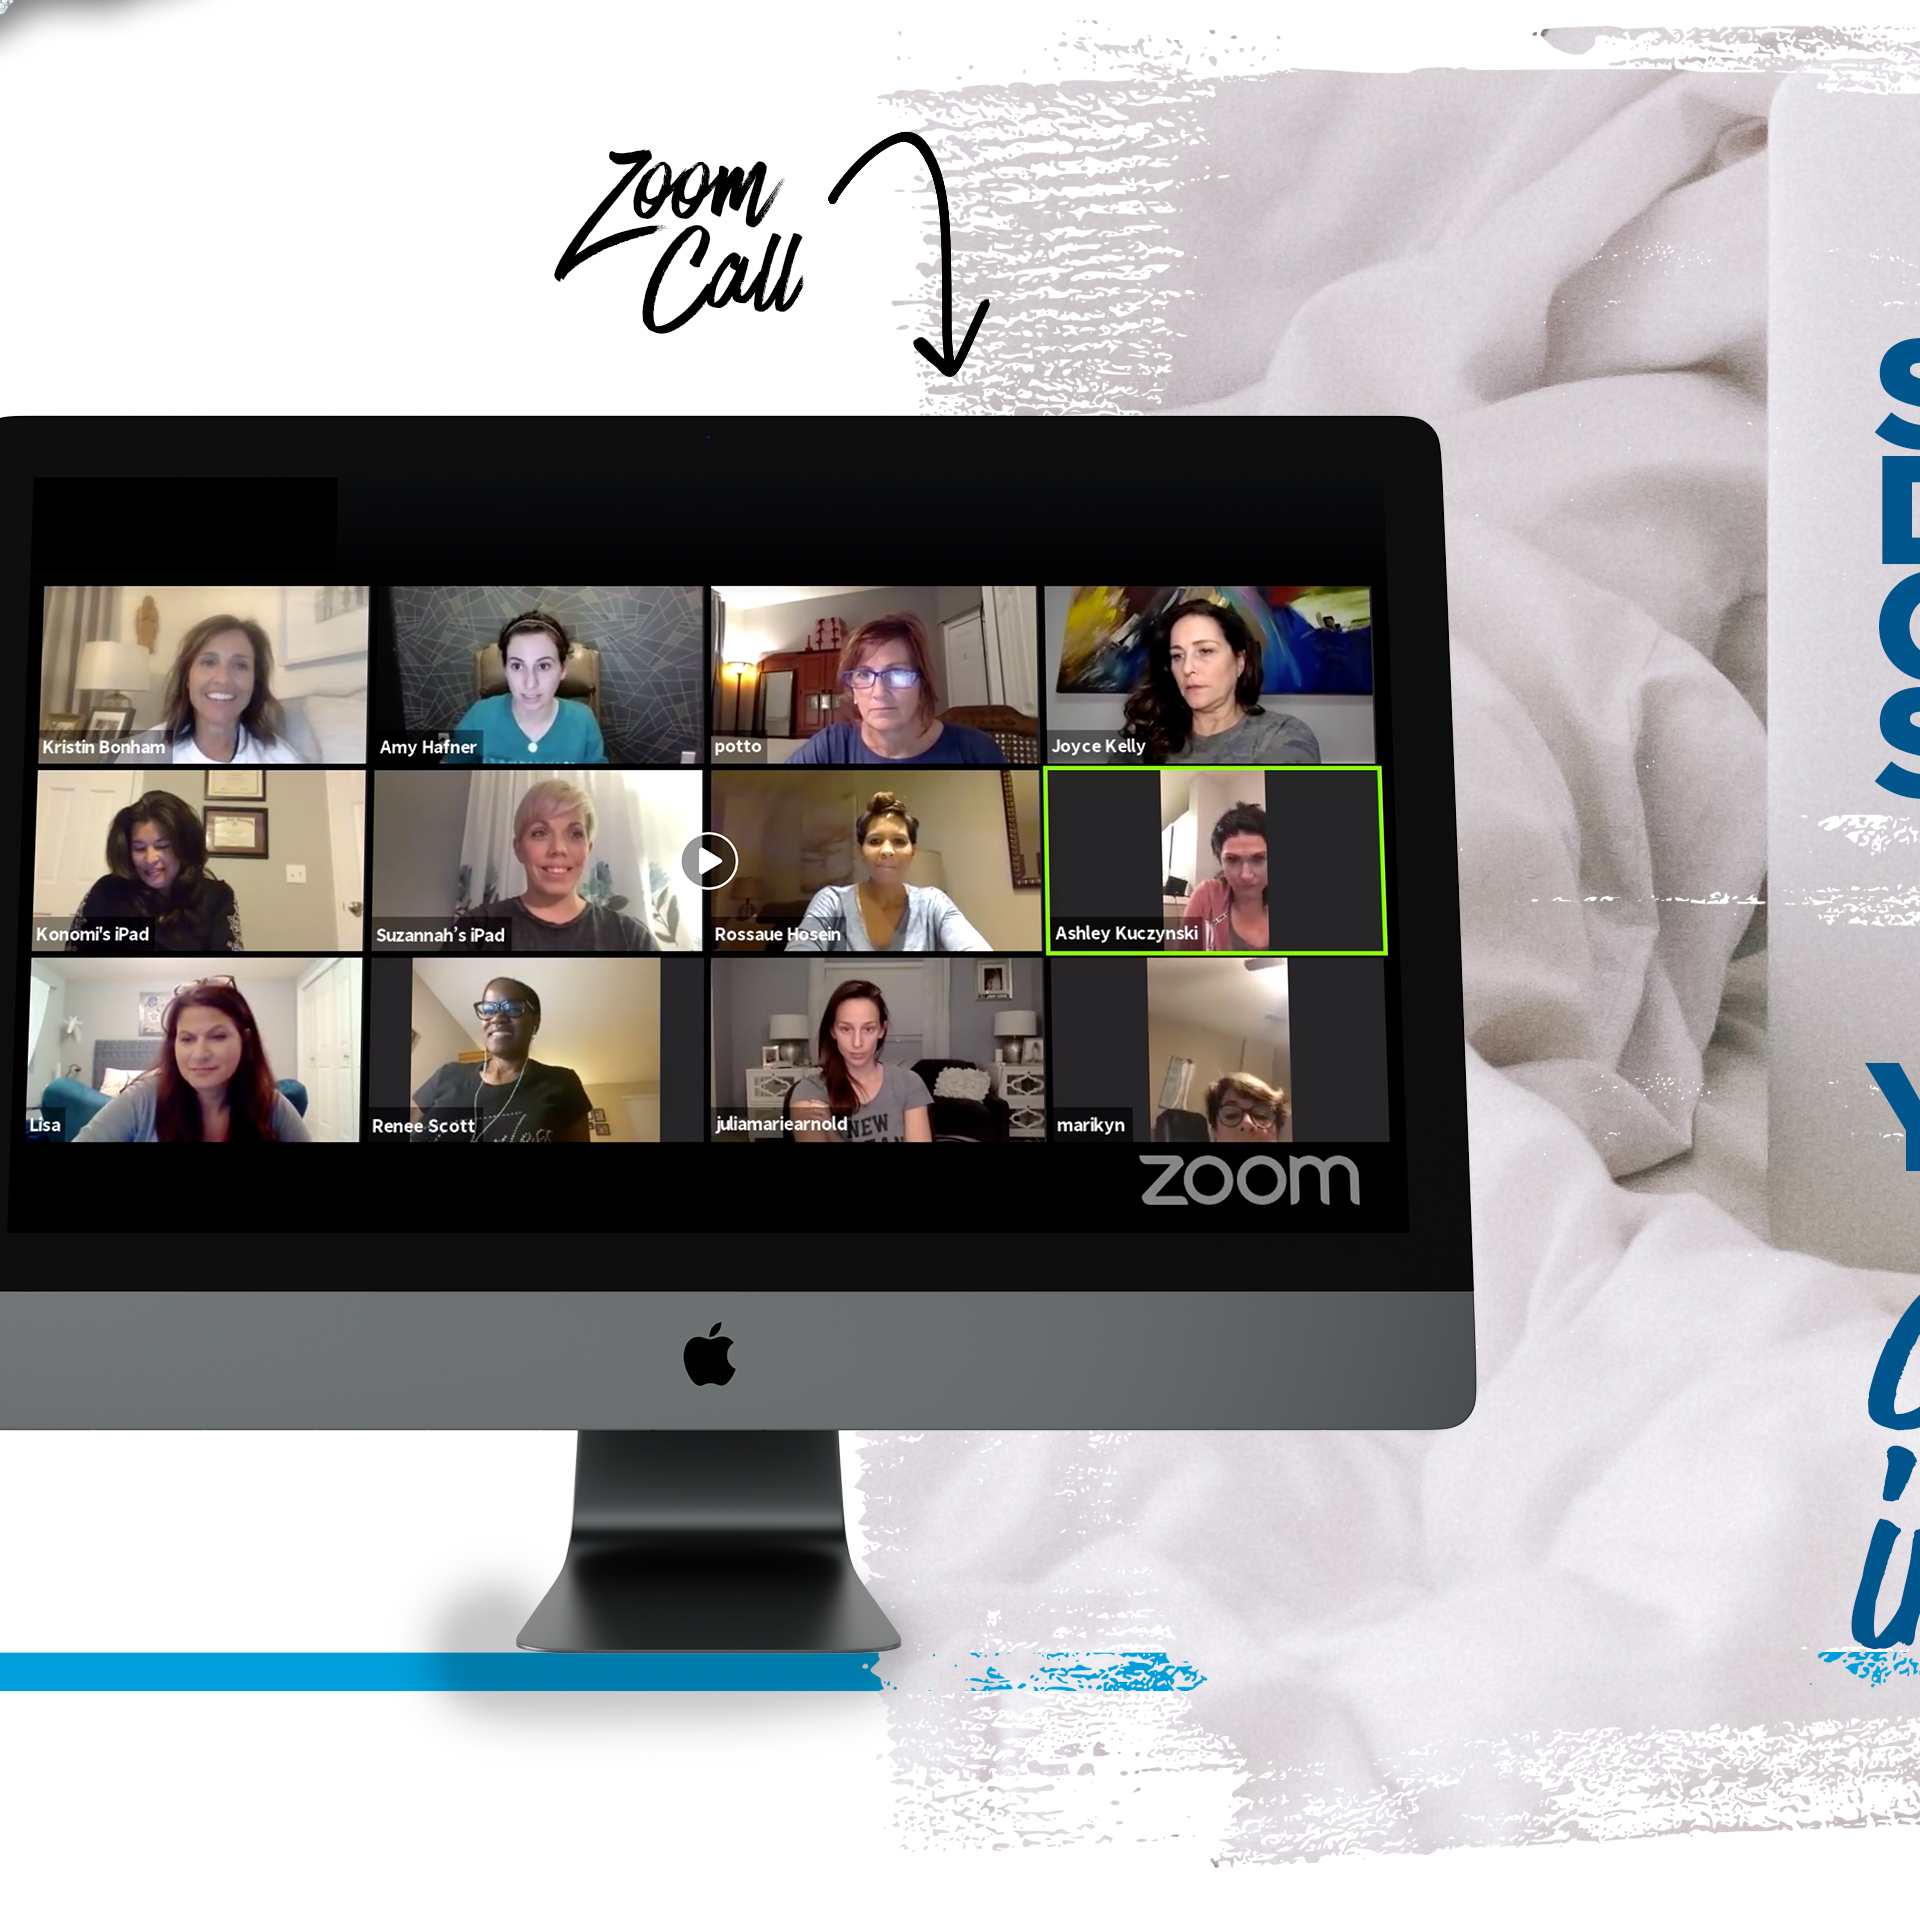 Zoom
Call
Kristin Bonham
Amy Hafner
potto
Joyce Kelly
Konomi's iPad
Suzannah's iPad
Rossaue Hosein
Ashley Kuczynski
Lisa
Renee Scott
juliamariearnold
NEW
marikyn
zoom
S
Y